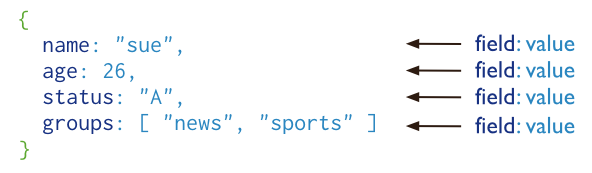 {
name: "sue", field: value
age: 26, field: value
status: "A", field: value
groups: [ "news", "sports" ] field: value
}